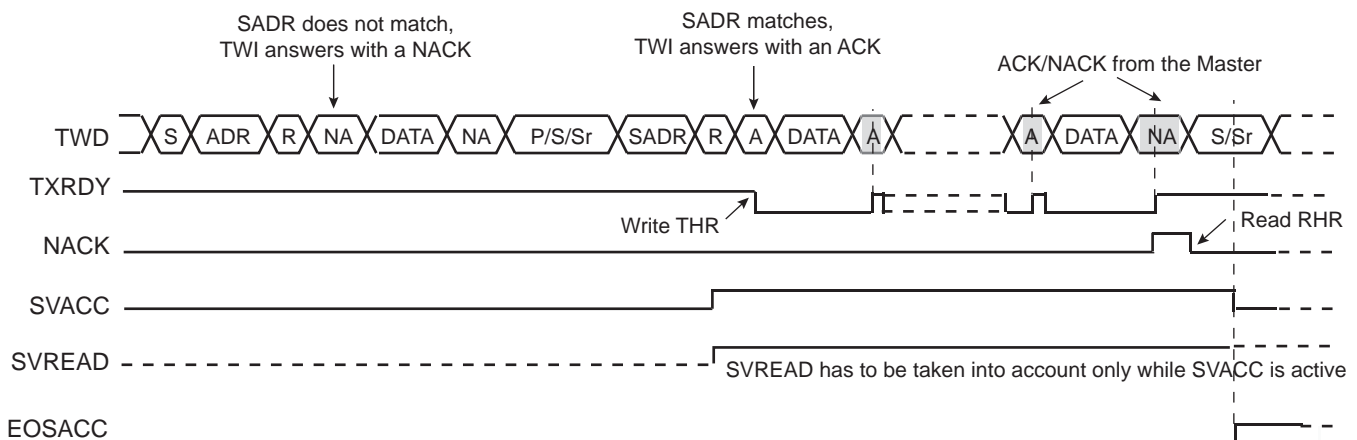 SADR does not match,
TWI answers with a NACK
SADR matches,
TWI answers with an ACK
ACK/NACK from the Master
TWD S ADR R NA DATA NA P/S/Sr SADR R A DATA A A DATA NA S/Sr
TXRDY
Write THR
Read RHR
NACK
SVACC
SVREAD
SVREAD has to be taken into account only while SVACC is active
EOSACC